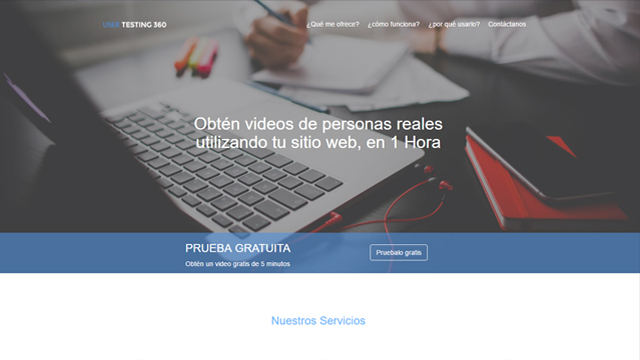 UMA TESTING 360
¿Qué me ofrece? ¿cómo funciona? ¿por qué usarlo? Contáctanos
Obtén videos de personas reales
utilizando tu sitio web, en 1 Hora
PRUEBA GRATUITA
Obtén un video gratis de 5 minutos
Pruebalo gratis
Nuestros Servicios